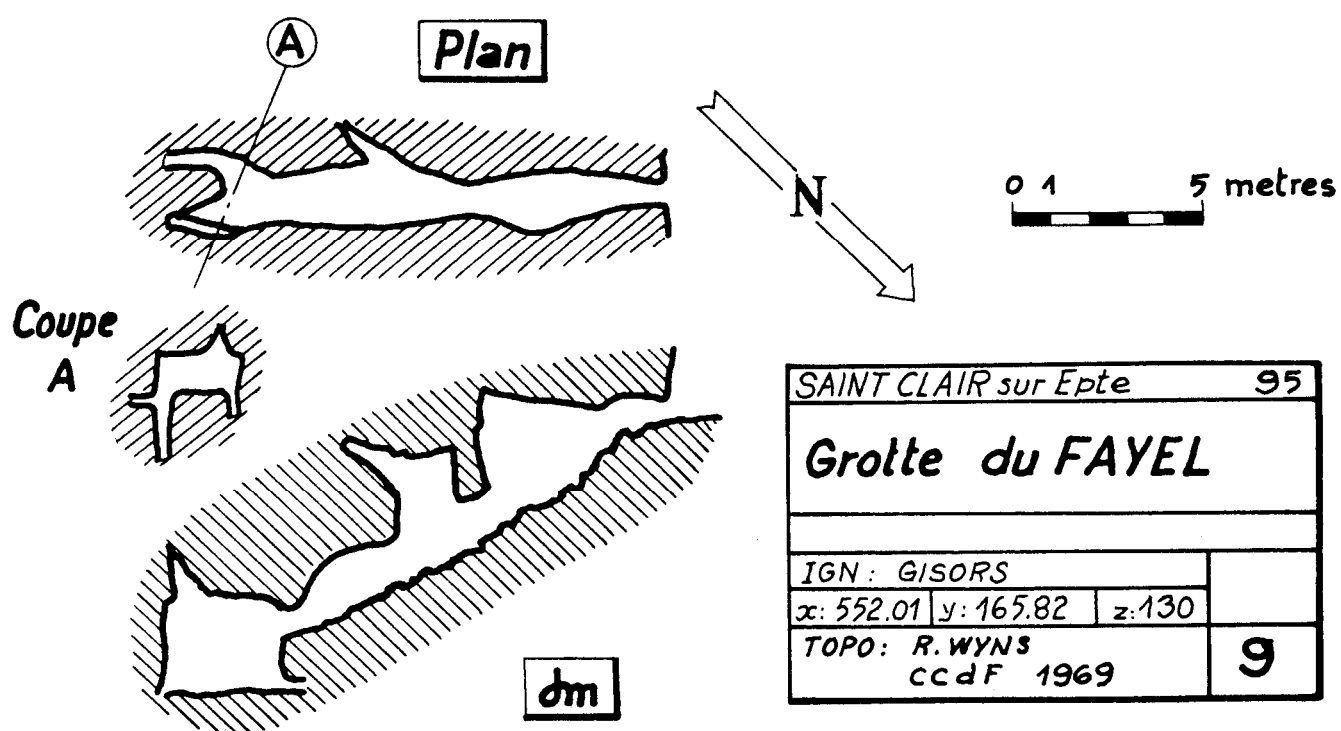 A
Plan
N
0 1 5 metres
Coupe
A
SAINT CLAIR sur Epte 95
Grotte du FAYEL
IGN: GISORS
x: 552.01 y: 165.82 z: 130
TOPO: R. WYNS
ccdF 1969
9